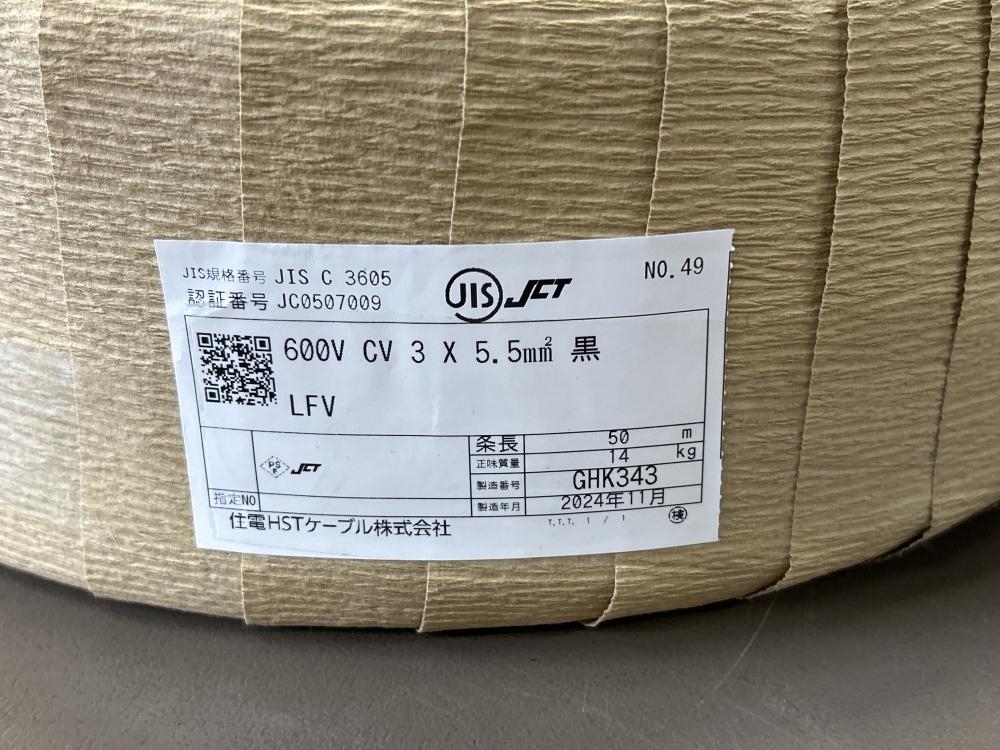 JIS規格番号 JIS C 3605
認証番号 JC0507009
JIS JCT
NO.49
600V CV 3 X 5.5mm² 黒
LFV
PS E JCT
指定NO
条長 50 m
正味質量 14 kg
製造番号 GHK343
製造年月 2024年11月
住電HSTケーブル株式会社
T.T.T. 1 / 1 検